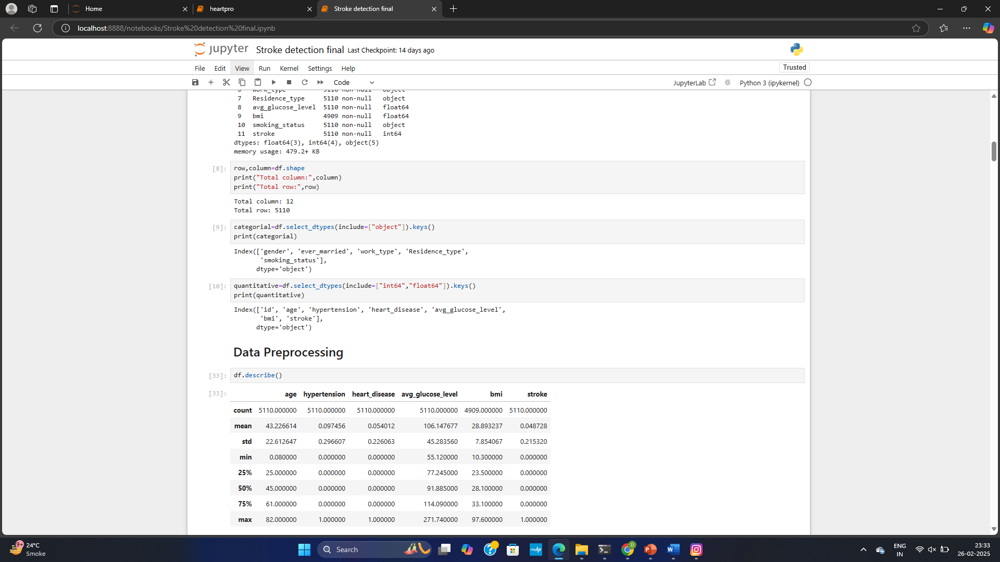 Home
heartpro
Stroke detection final
localhost:8888/notebooks/Stroke%20detection%20final.ipynb
jupyter Stroke detection final Last Checkpoint: 14 days ago
File Edit View Run Kernel Settings Help
Trusted
Code
JupyterLab
Python 3 (ipykernel)
6 work_type 5110 non-null object
7 Residence_type 5110 non-null object
8 avg_glucose_level 5110 non-null float64
9 bmi 4909 non-null float64
10 smoking_status 5110 non-null object
11 stroke 5110 non-null int64
dtypes: float64(3), int64(4), object(5)
memory usage: 479.2+ KB
[8]: row,column=df.shape
print("Total column:",column)
print("Total row:",row)
Total column: 12
Total row: 5110
[9]: categorial=df.select_dtypes(include=["object"]).keys()
print(categorial)
Index(['gender', 'ever_married', 'work_type', 'Residence_type',
'smoking_status'],
dtype='object')
[10]: quantitative=df.select_dtypes(include=["int64","float64"]).keys()
print(quantitative)
Index(['id', 'age', 'hypertension', 'heart_disease', 'avg_glucose_level',
'bmi', 'stroke'],
dtype='object')
Data Preprocessing
[33]: df.describe()
[33]: age hypertension heart_disease avg_glucose_level bmi stroke
count 5110.000000 5110.000000 5110.000000 5110.000000 4909.000000 5110.000000
mean 43.226614 0.097456 0.054012 106.147677 28.893237 0.048728
std 22.612647 0.296607 0.226063 45.283560 7.854067 0.215320
min 0.080000 0.000000 0.000000 55.120000 10.300000 0.000000
25% 25.000000 0.000000 0.000000 77.245000 23.500000 0.000000
50% 45.000000 0.000000 0.000000 91.885000 28.100000 0.000000
75% 61.000000 0.000000 0.000000 114.090000 33.100000 0.000000
max 82.000000 1.000000 1.000000 271.740000 97.600000 1.000000
9+
24°C
Smoke
Search
myhp
D
ENG
IN
23:33
26-02-2025